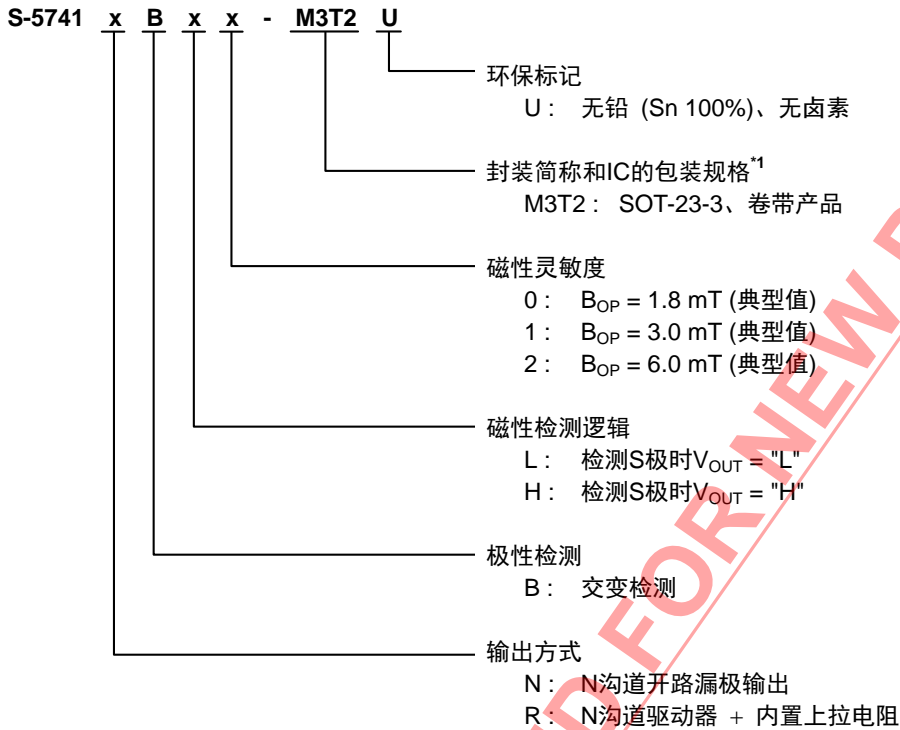 S-5741 x B x x - M3T2 U
环保标记
U : 无铅 (Sn 100%)、无卤素
封装简称和IC的包装规格*1
M3T2 : SOT-23-3、卷带产品
磁性灵敏度
0 : BOP = 1.8 mT (典型值)
1 : BOP = 3.0 mT (典型值)
2 : BOP = 6.0 mT (典型值)
磁性检测逻辑
L : 检测S极时VOUT = "L"
H : 检测S极时VOUT = "H"
极性检测
B : 交变检测
输出方式
N : N沟道开路漏极输出
R : N沟道驱动器 + 内置上拉电阻
FOR NEW